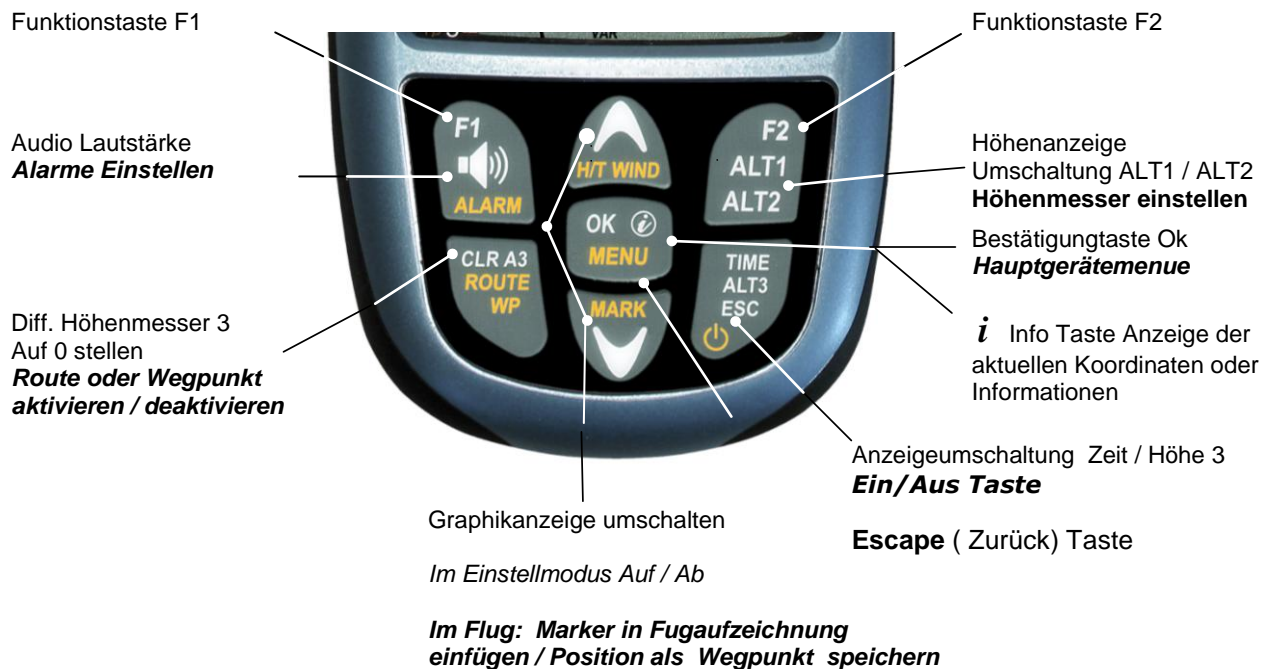 Funktionstaste F1
Funktionstaste F2
VAR
F1
F2
Audio Lautstärke
Alarme Einstellen
H/T WIND
ALT1
ALT2
ALARM
Höhenanzeige
Umschaltung ALT1 / ALT2
Höhenmesser einstellen
OK i
MENU
Bestätigungtaste Ok
Hauptgerätemenue
CLR A3
ROUTE
WP
TIME
ALT3
ESC
MARK
Diff. Höhenmesser 3
Auf 0 stellen
Route oder Wegpunkt
aktivieren / deaktivieren
i Info Taste Anzeige der
aktuellen Koordinaten oder
Informationen
Anzeigeumschaltung Zeit / Höhe 3
Ein/Aus Taste
Escape ( Zurück) Taste
Graphikanzeige umschalten
Im Einstellmodus Auf / Ab
Im Flug: Marker in Fugaufzeichnung
einfügen / Position als Wegpunkt speichern